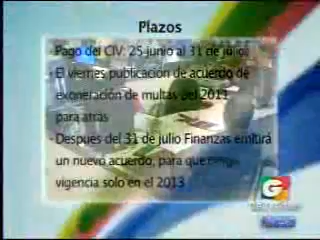 Plazos
- Pago del CIV: 25 junio al 31 de julio
- El viernes publicación de acuerdo de
exoneración de multas del 2011
para atrás
- Despues del 31 de julio Finanzas emitirá
un nuevo acuerdo, para que tenga
vigencia solo en el 2013
G